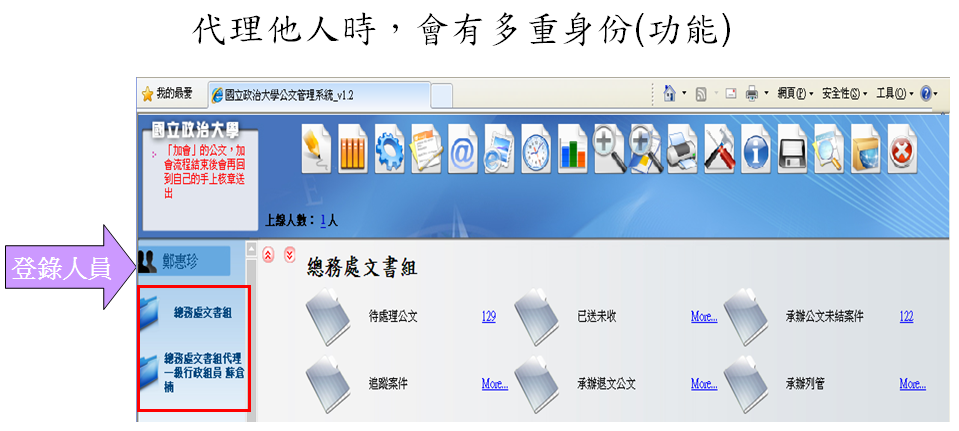 代理他人時，會有多重身份(功能)
我的最愛
國立政治大學公文管理系統_v1.2
網頁(P)
安全性(S)
工具(O)
國立政治大學
「加會」的公文，加
會流程結束後會再回
到自己的手上核章送
出
上線人數： 1人
登錄人員
鄭惠珍
總務處文書組
總務處文書組
待處理公文 129
已送未收 More...
承辦公文未結案件 122
總務處文書組代理
一級行政組員 蘇倉
楠
追蹤案件 More...
承辦退文公文 More...
承辦列管 More...